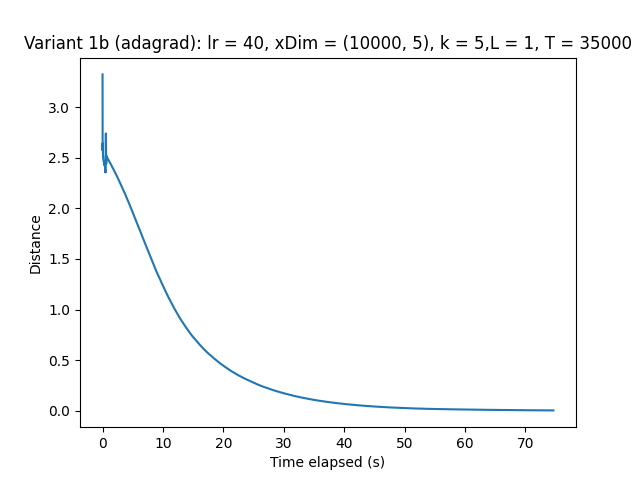 Variant 1b (adagrad): lr = 40, xDim = (10000, 5), k = 5,L = 1, T = 35000
3.0
2.5
2.0
1.5
1.0
0.5
0.0
Distance
0 10 20 30 40 50 60 70
Time elapsed (s)